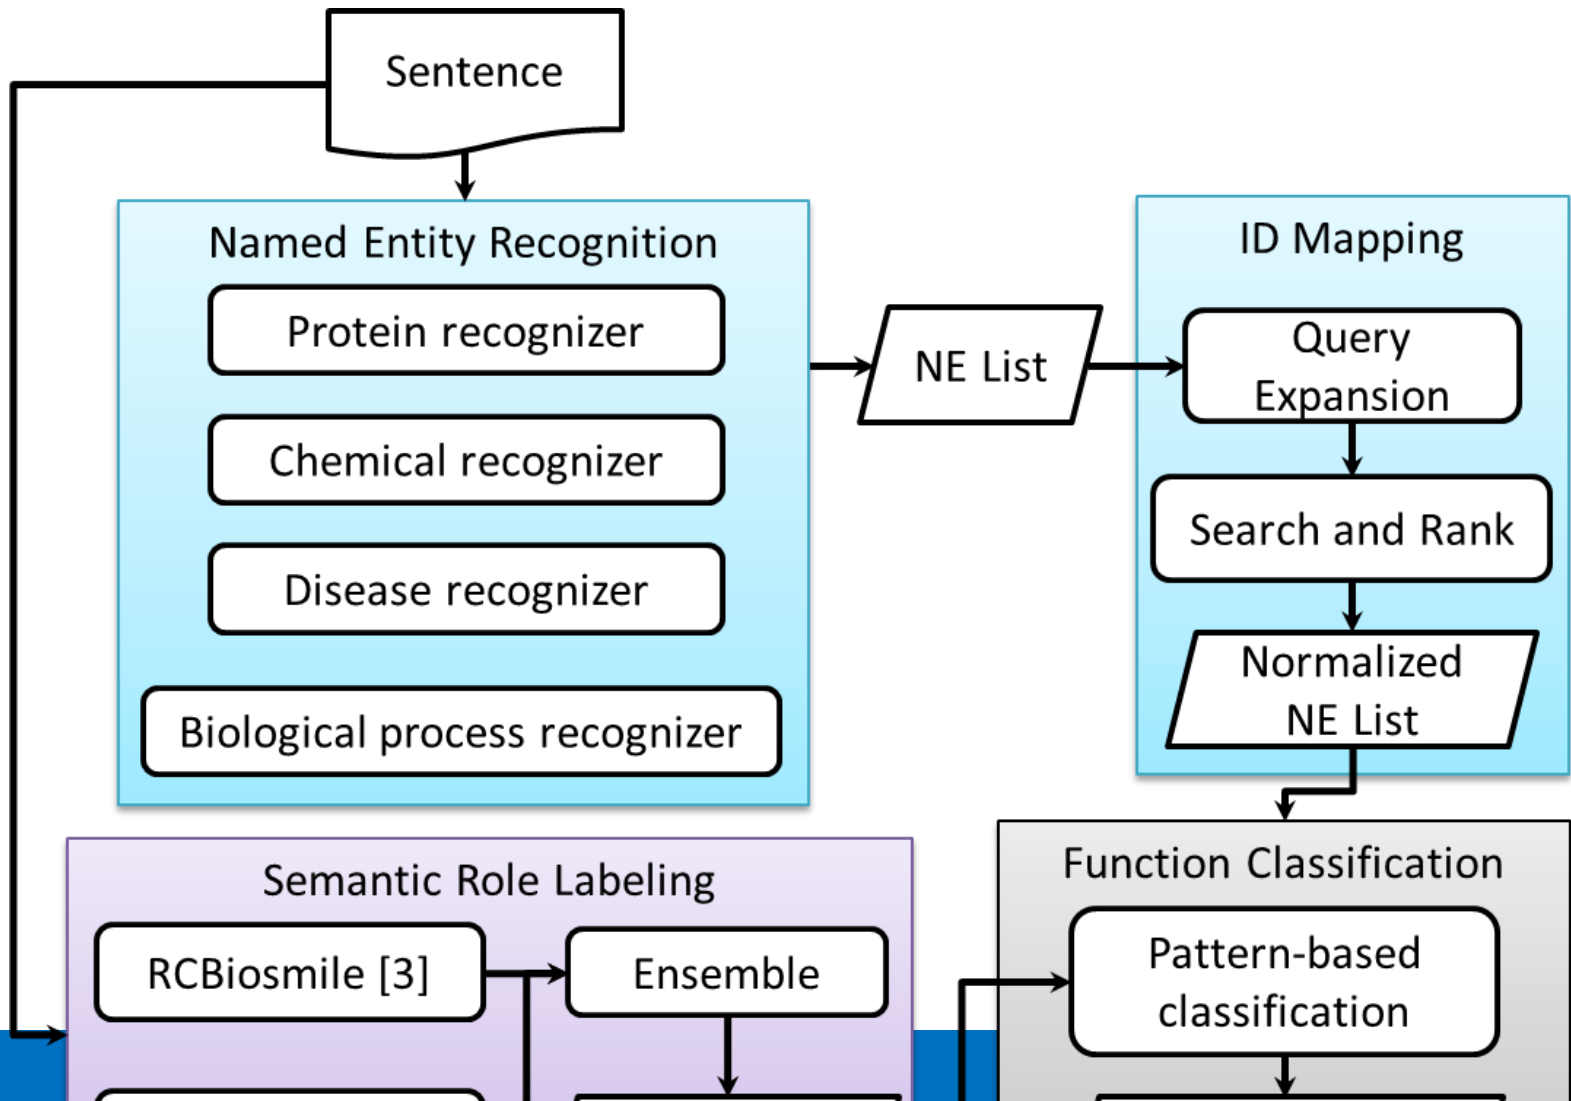 Sentence
Named Entity Recognition
Protein recognizer
Chemical recognizer
Disease recognizer
Biological process recognizer
NE List
ID Mapping
Query
Expansion
Search and Rank
Normalized
NE List
Semantic Role Labeling
RCBiosmile [3]
Ensemble
Function Classification
Pattern-based
classification